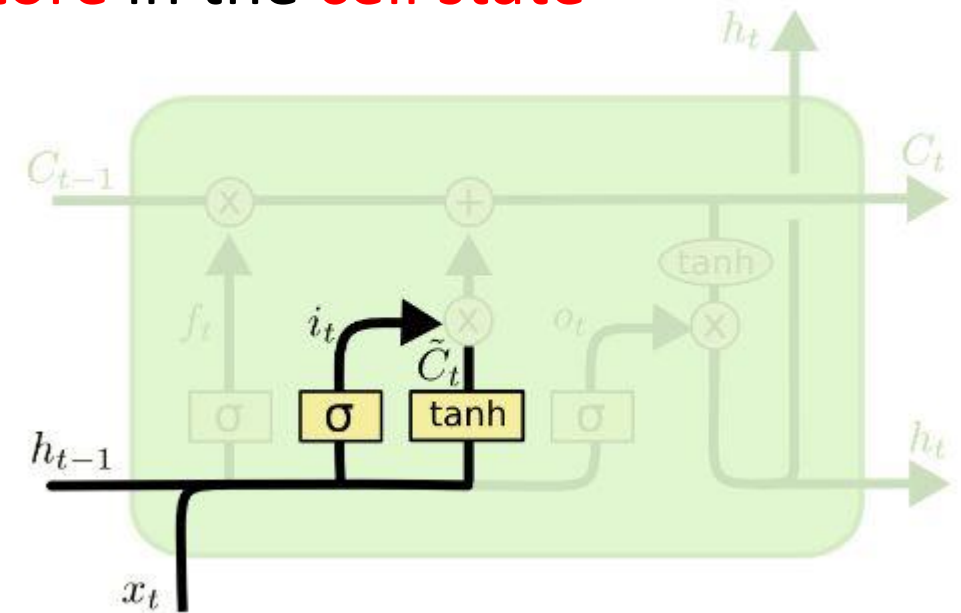 store in the cell state
h_t
C_{t-1}
C_t
x
+
tanh
f_t
i_t
x
o_t
x
C̃_t
σ
σ
tanh
σ
h_{t-1}
h_t
x_t